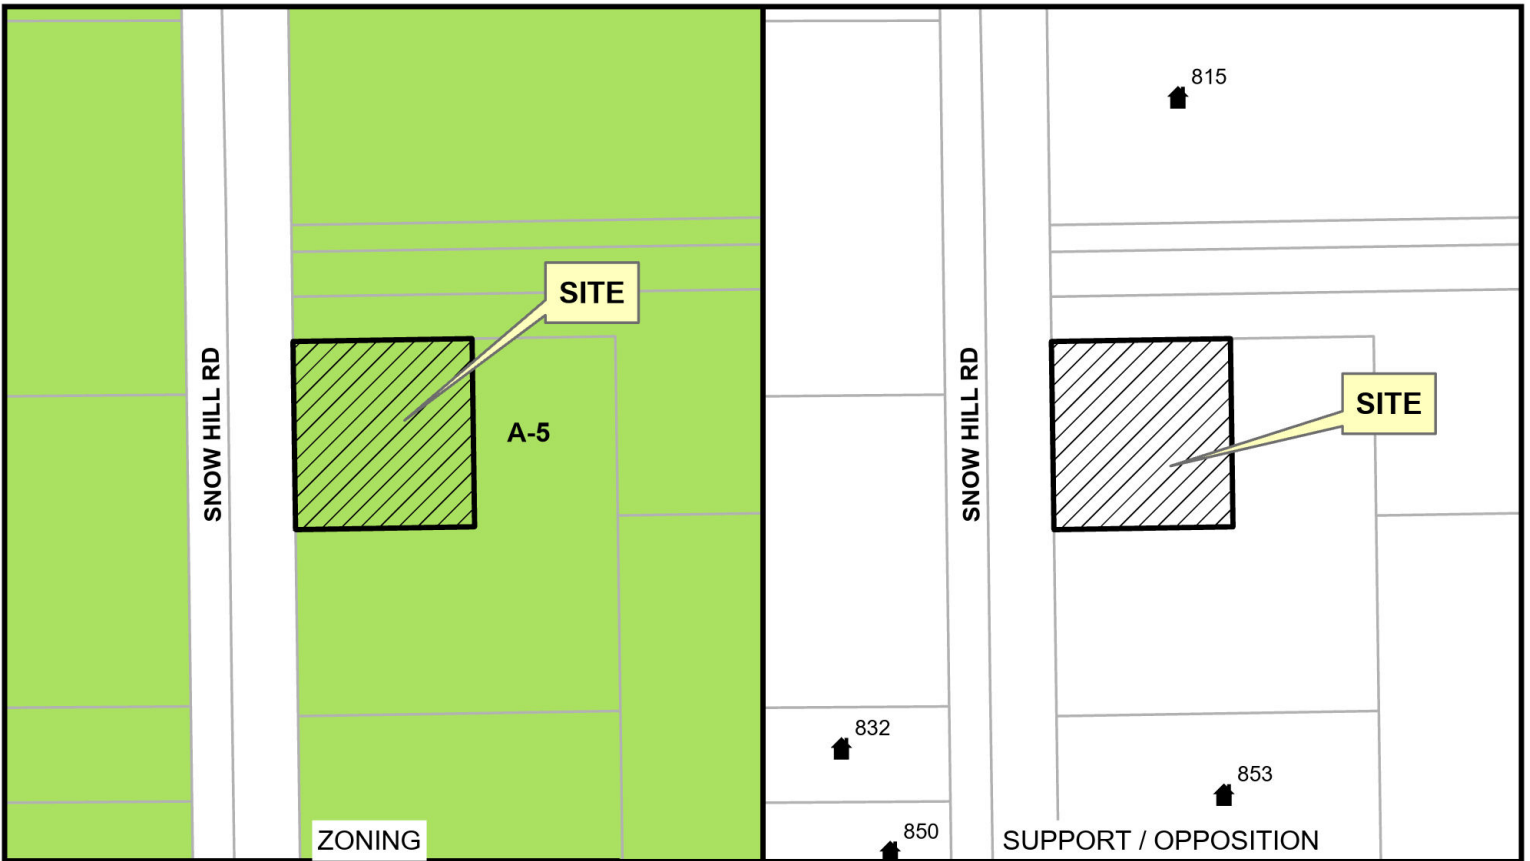 SITE
SNOW HILL RD
A-5
ZONING
815
SNOW HILL RD
SITE
832
853
850
SUPPORT / OPPOSITION